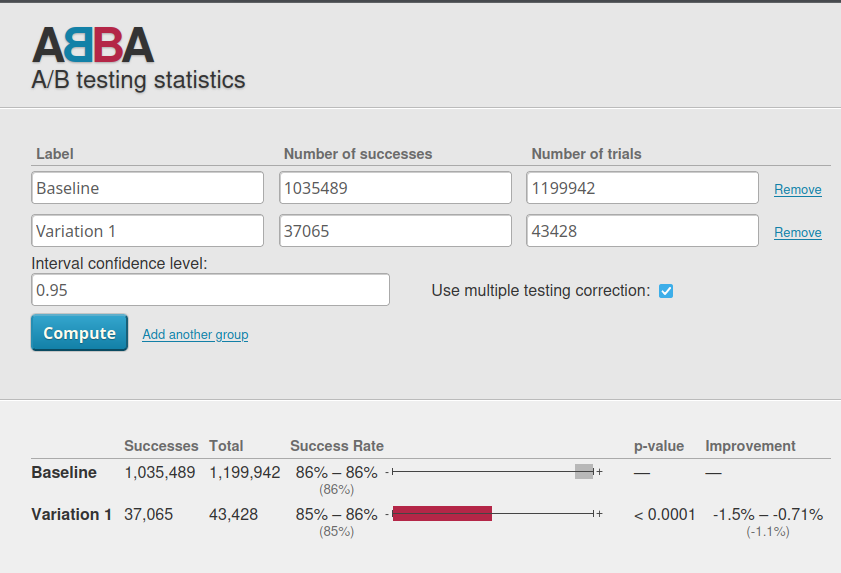 ABBA
A/B testing statistics
Label Number of successes Number of trials
Baseline 1035489 1199942 Remove
Variation 1 37065 43428 Remove
Interval confidence level:
0.95 Use multiple testing correction:
Compute Add another group
Successes Total Success Rate p-value Improvement
Baseline 1,035,489 1,199,942 86% – 86% - + — —
(86%)
Variation 1 37,065 43,428 85% – 86% - + < 0.0001 -1.5% – -0.71%
(85%) (-1.1%)